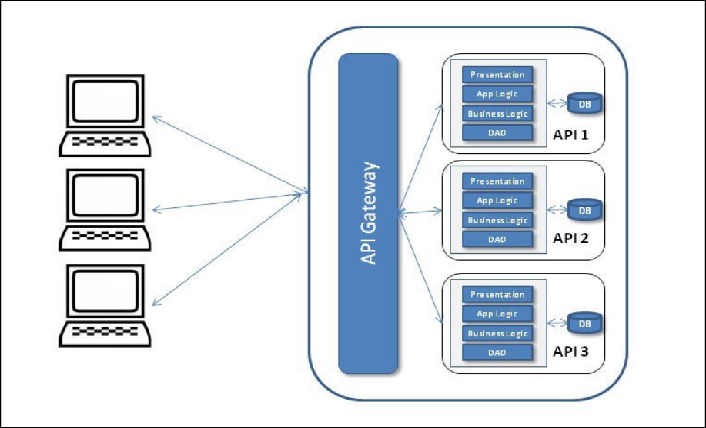 API Gateway
Presentation
App Logic
Business Logic
DAO
DB
API 1
Presentation
App Logic
Business Logic
DAO
DB
API 2
Presentation
App Logic
Business Logic
DAO
DB
API 3